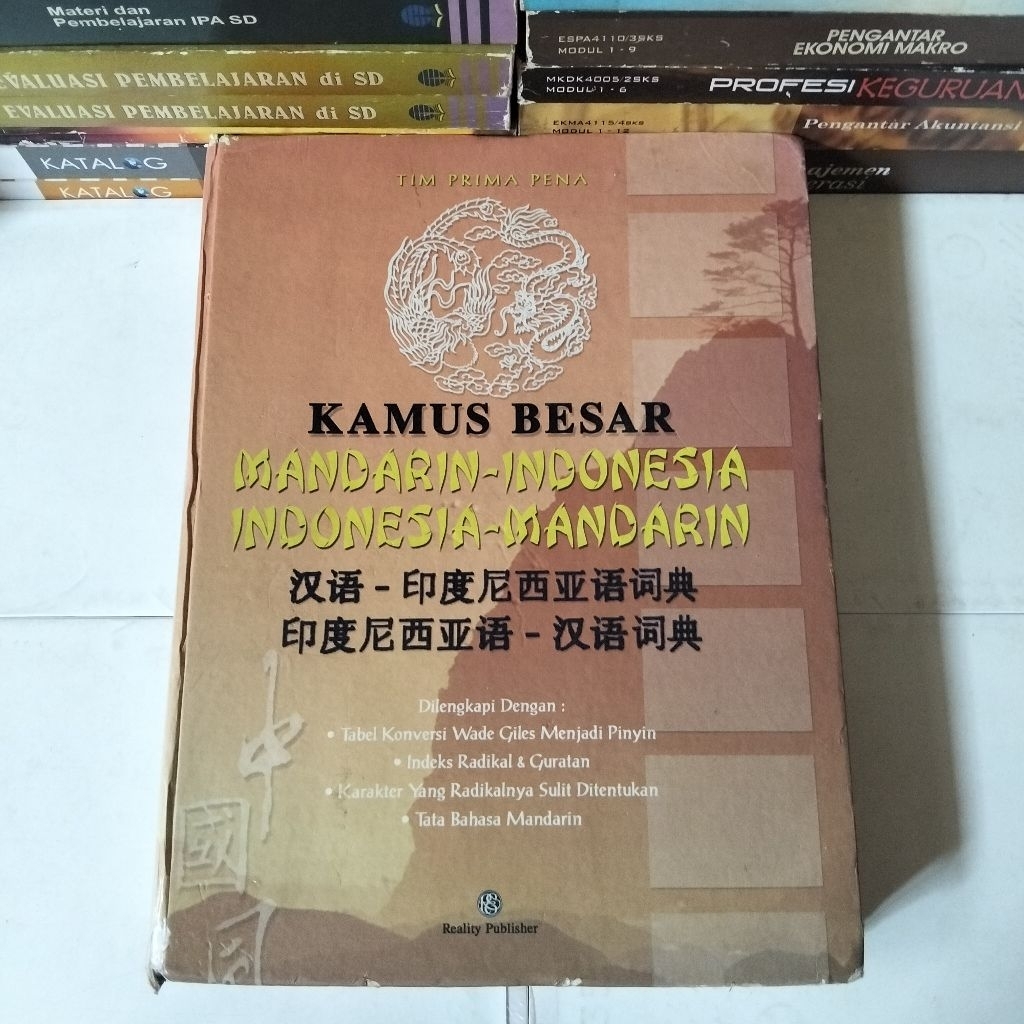 Materi dan
Pembelajaran IPA SD
EVALUASI PEMBELAJARAN di SD
EVALUASI PEMBELAJARAN di SD
KATALOG
KATALOG
ESPA4110/3SKS
MODUL 1 - 9
PENGANTAR
EKONOMI MAKRO
MKDK4005/2SKS
MODUL 1 - 6
PROFESI KEGURUAN
EKMA4115/4SKS
MODUL 1 - 12
Pengantar Akuntansi
TIM PRIMA PENA
KAMUS BESAR
MANDARIN-INDONESIA
INDONESIA-MANDARIN
汉语 - 印度尼西亚语词典
印度尼西亚语 - 汉语词典
Dilengkapi Dengan :
• Tabel Konversi Wade Giles Menjadi Pinyin
• Indeks Radikal & Guratan
• Karakter Yang Radikalnya Sulit Ditentukan
• Tata Bahasa Mandarin
中
國
Reality Publisher